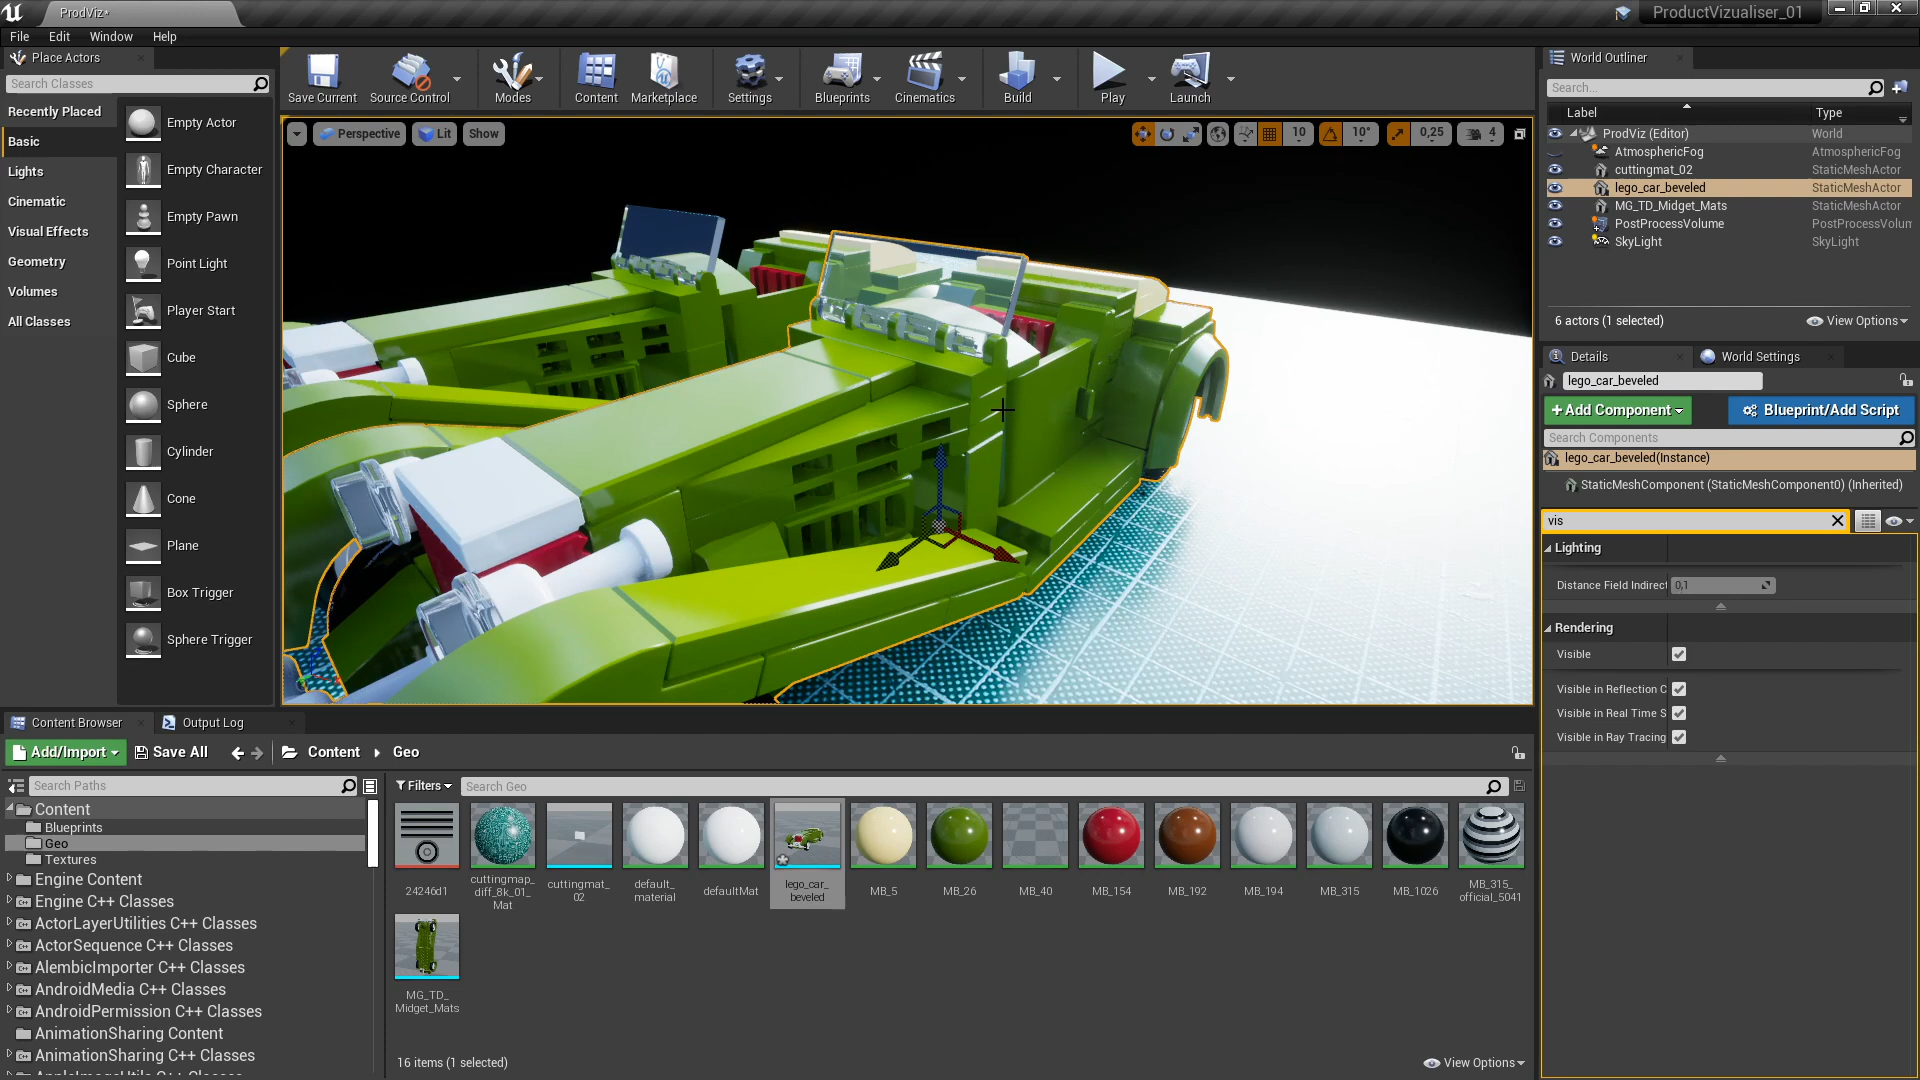 ProdViz*
ProductVizualiser_01
File Edit Window Help
Place Actors
Search Classes
Recently Placed
Basic
Lights
Cinematic
Visual Effects
Geometry
Volumes
All Classes
Empty Actor
Empty Character
Empty Pawn
Point Light
Player Start
Cube
Sphere
Cylinder
Cone
Plane
Box Trigger
Sphere Trigger
Save Current Source Control Modes Content Marketplace Settings Blueprints Cinematics Build Play Launch
Perspective Lit Show
10 10° 0,25 4
World Outliner
Search...
Label Type
ProdViz (Editor) World
AtmosphericFog AtmosphericFog
cuttingmat_02 StaticMeshActor
lego_car_beveled StaticMeshActor
MG_TD_Midget_Mats StaticMeshActor
PostProcessVolume PostProcessVolum
SkyLight SkyLight
6 actors (1 selected) View Options
Details World Settings
lego_car_beveled
+Add Component Blueprint/Add Script
Search Components
lego_car_beveled(Instance)
StaticMeshComponent (StaticMeshComponent0) (Inherited)
vis
Lighting
Distance Field Indirect 0,1
Rendering
Visible
Visible in Reflection C
Visible in Real Time S
Visible in Ray Tracing
Content Browser Output Log
Add/Import Save All Content Geo
Search Paths
Content
Blueprints
Geo
Textures
Engine Content
Engine C++ Classes
ActorLayerUtilities C++ Classes
ActorSequence C++ Classes
AlembicImporter C++ Classes
AndroidMedia C++ Classes
AndroidPermission C++ Classes
AnimationSharing Content
AnimationSharing C++ Classes
Filters Search Geo
24246d1
cuttingmap_
diff_8k_01_
Mat
cuttingmat_
02
default_
material
defaultMat
lego_car_
beveled
MB_5
MB_26
MB_40
MB_154
MB_192
MB_194
MB_315
MB_1026
MB_315_
official_5041
MG_TD_
Midget_Mats
16 items (1 selected) View Options